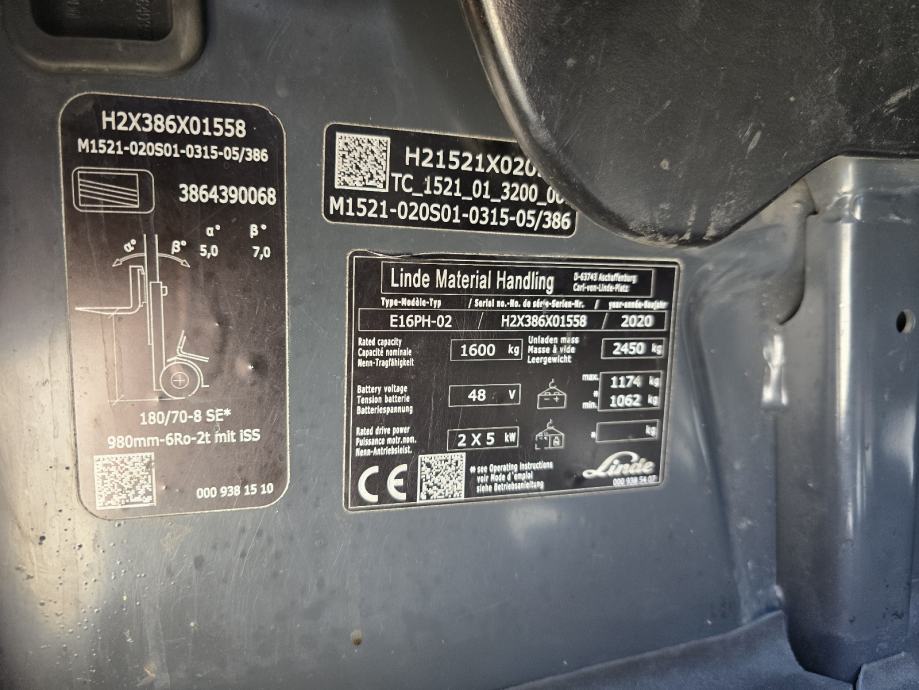 H2X386X01558
M1521-020S01-0315-05/386
3864390068
α° β°
α° β° 5,0 7,0
180/70-8 SE*
980mm-6Ro-2t mit iSS
000 938 15 10
H21521X020
TC_1521_01_3200_00
M1521-020S01-0315-05/386
Linde Material Handling
D-63743 Aschaffenburg
Carl-von-Linde-Platz
Type-Modèle-Typ / Serial no.-No. de série-Serien-Nr. / year-année-Baujahr
E16PH-02 / H2X386X01558 / 2020
Rated capacity
Capacité nominale
Nenn-Tragfähigkeit
1600 kg
Unladen mass
Masse à vide
Leergewicht
2450 kg
Battery voltage
Tension batterie
Batteriespannung
48 V
max. 1174 kg
*
min. 1062 kg
Rated drive power
Puissance motr.nom.
Nenn-Antriebsleist.
2 X 5 kW
* kg
CE
** see Operating Instructions
voir Mode d'emploi
siehe Betriebsanleitung
Linde
000 938 54 07